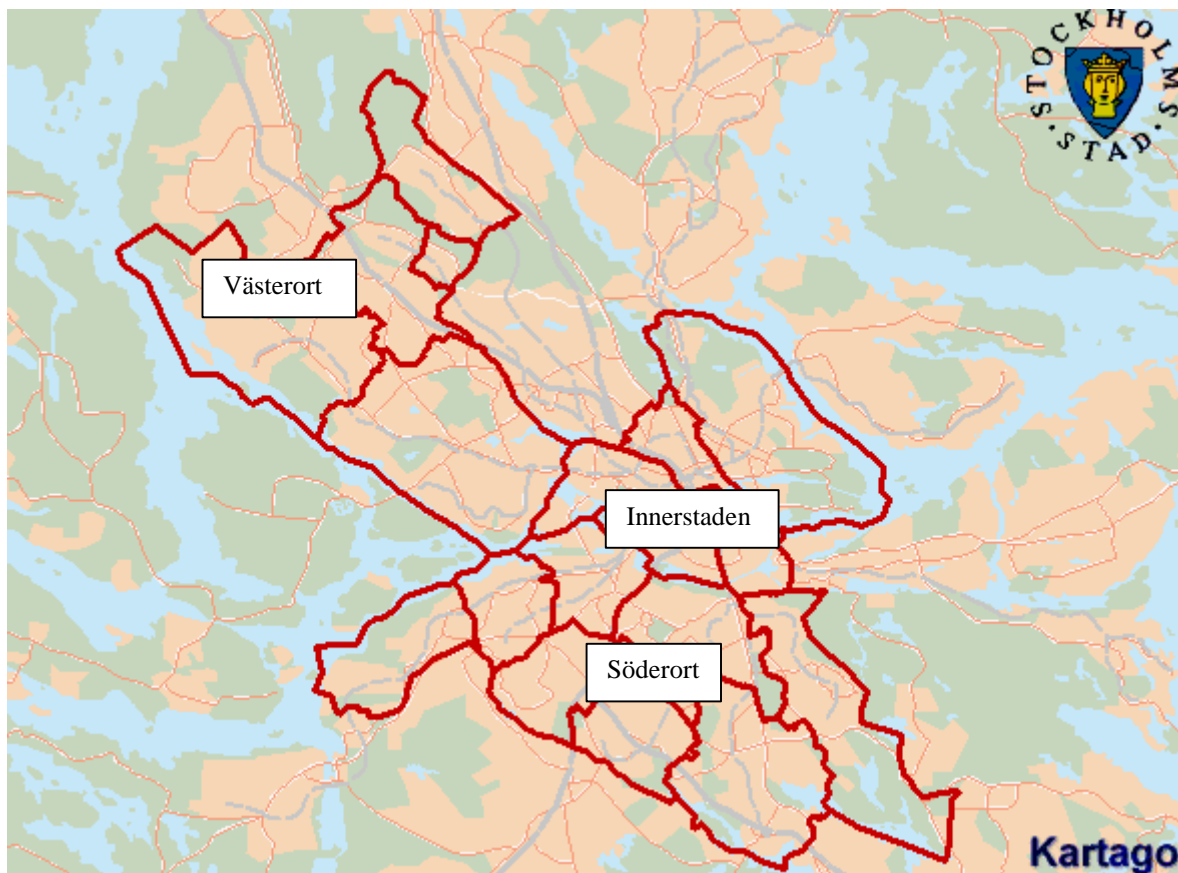 STOCKHOLMS
·STAD·
Västerort
Innerstaden
Söderort
Kartago